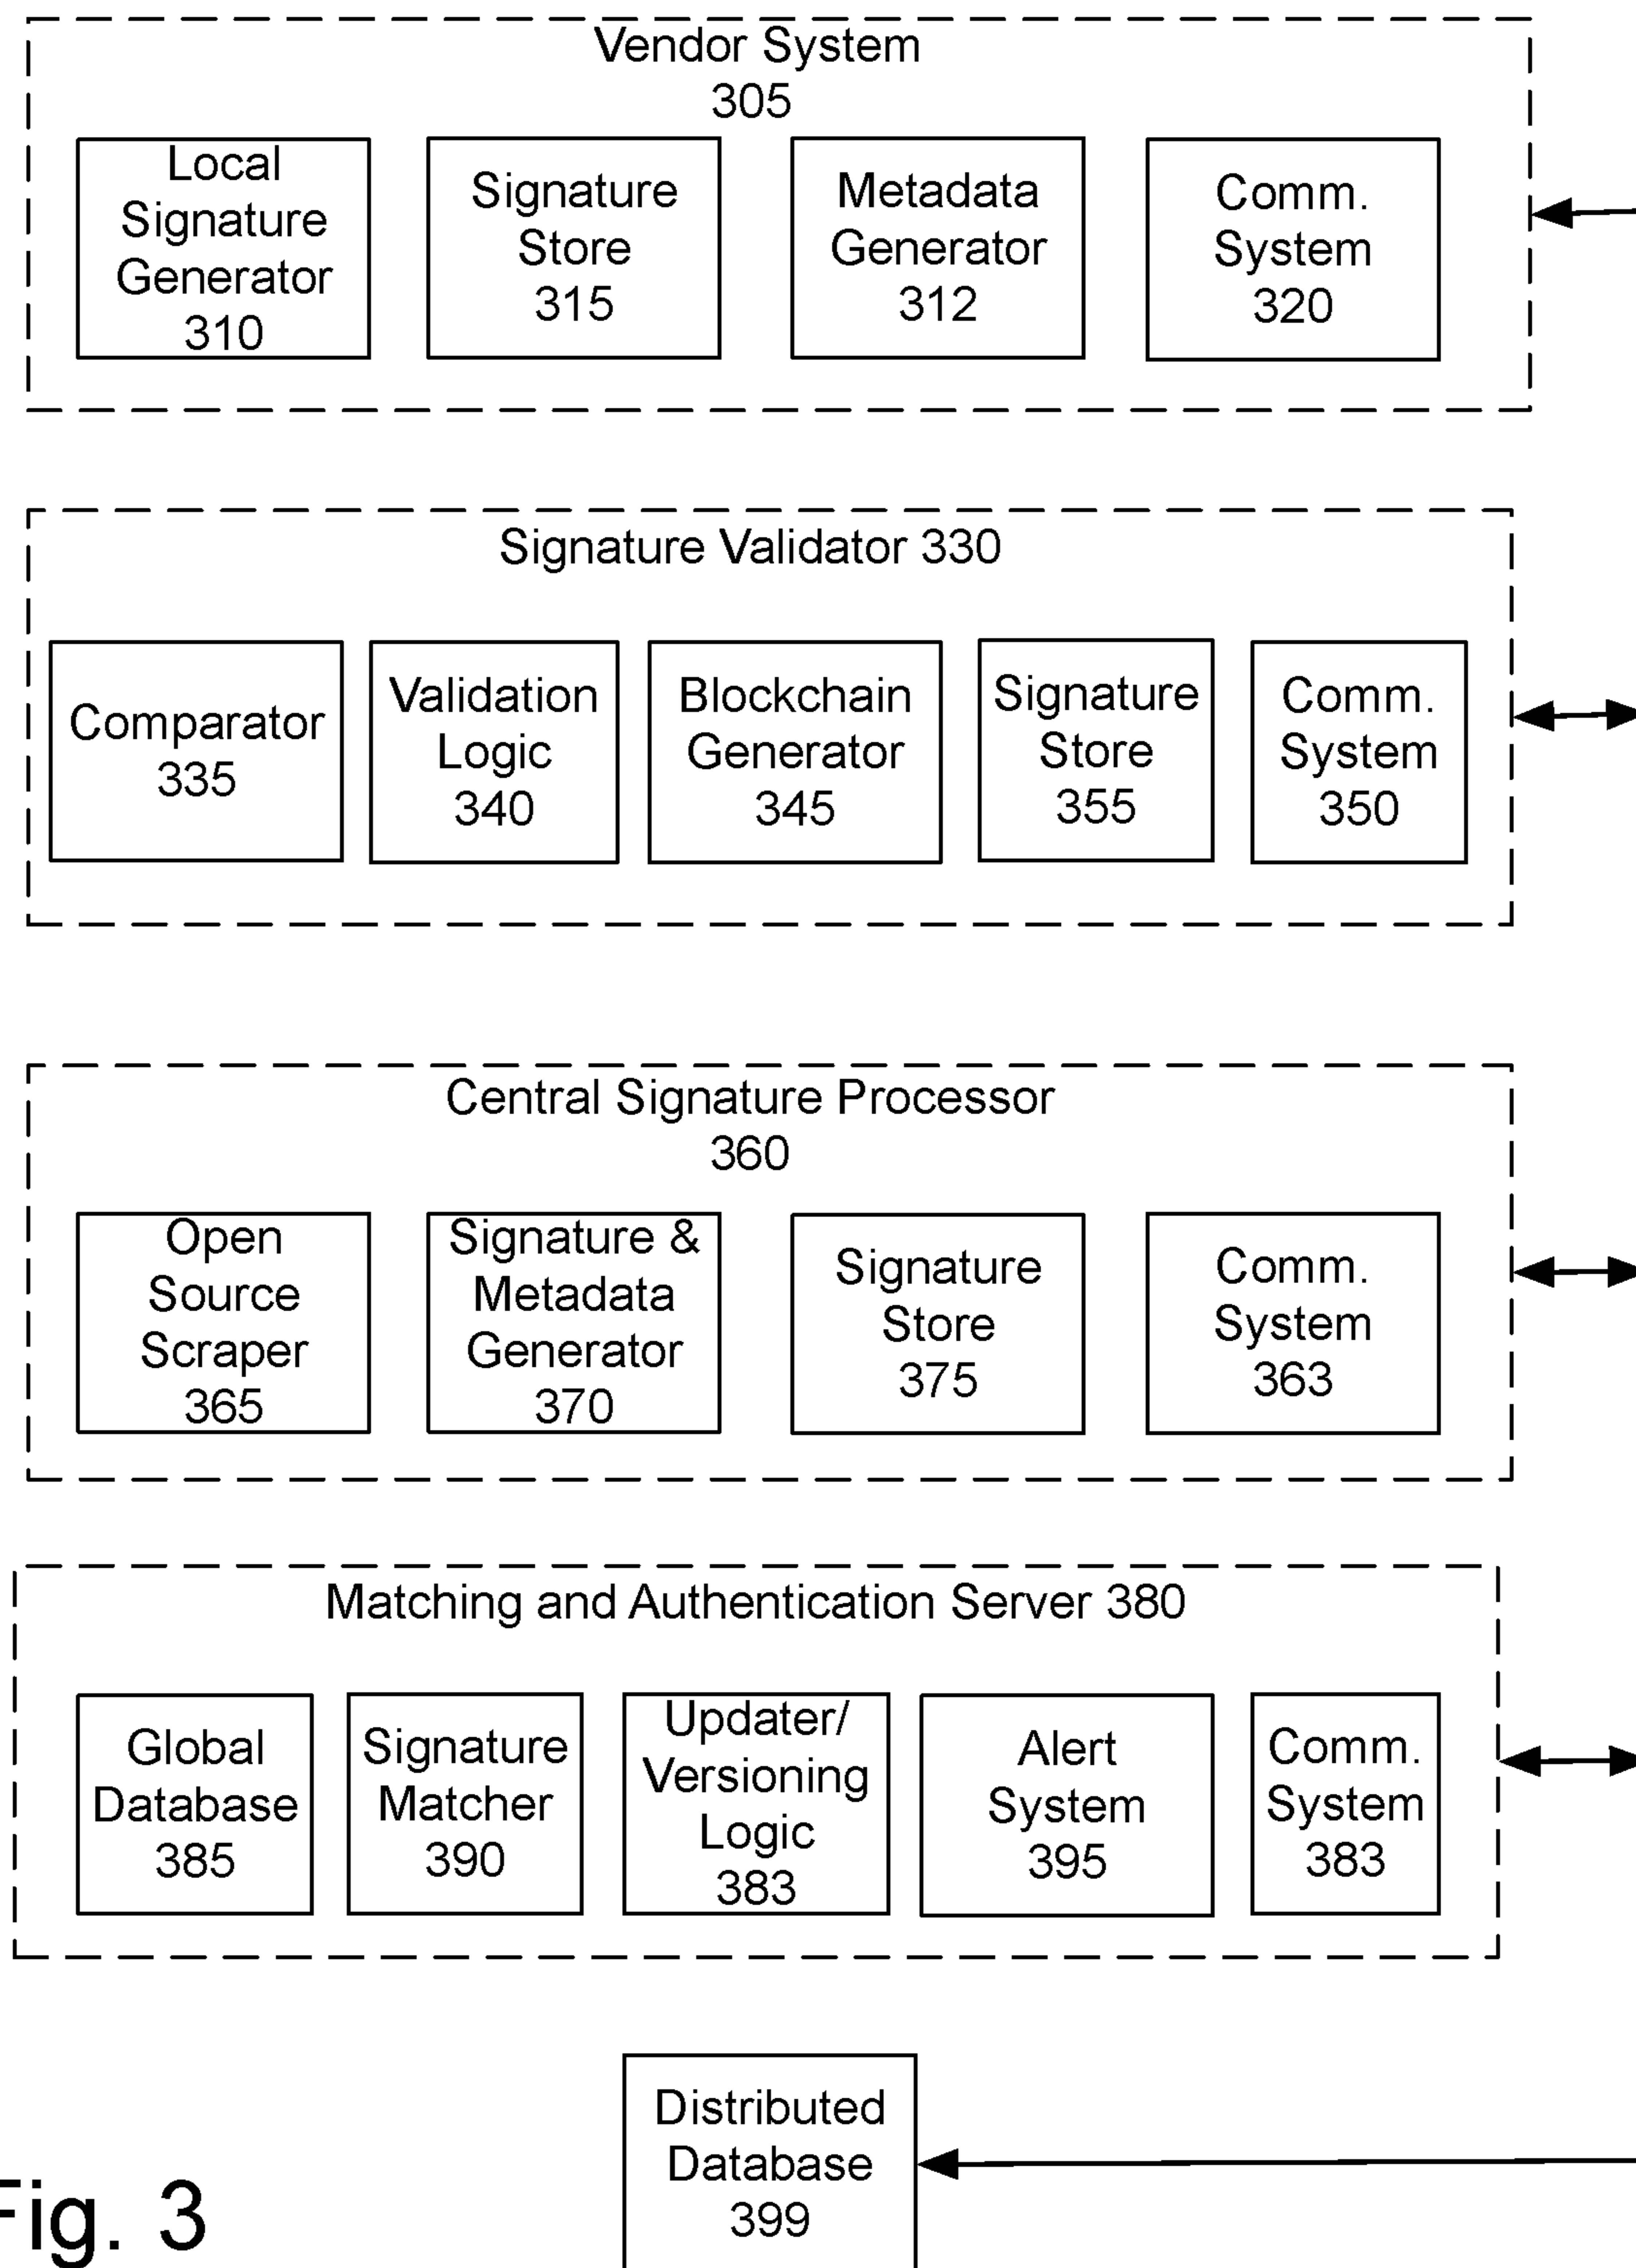 Vendor System
305
Local
Signature
Generator
310
Signature
Store
315
Metadata
Generator
312
Comm.
System
320
Signature Validator 330
Comparator
335
Validation
Logic
340
Blockchain
Generator
345
Signature
Store
355
Comm.
System
350
Central Signature Processor
360
Open
Source
Scraper
365
Signature &
Metadata
Generator
370
Signature
Store
375
Comm.
System
363
Matching and Authentication Server 380
Global
Database
385
Signature
Matcher
390
Updater/
Versioning
Logic
383
Alert
System
395
Comm.
System
383
Distributed
Database
399
Fig. 3